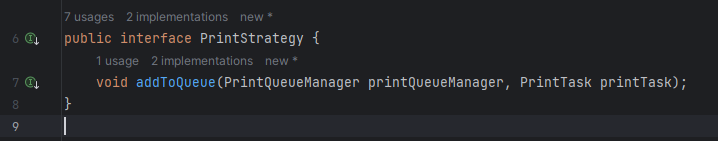 7 usages 2 implementations new *
6 public interface PrintStrategy {
1 usage 2 implementations new *
7 void addToQueue(PrintQueueManager printQueueManager, PrintTask printTask);
8 }
9